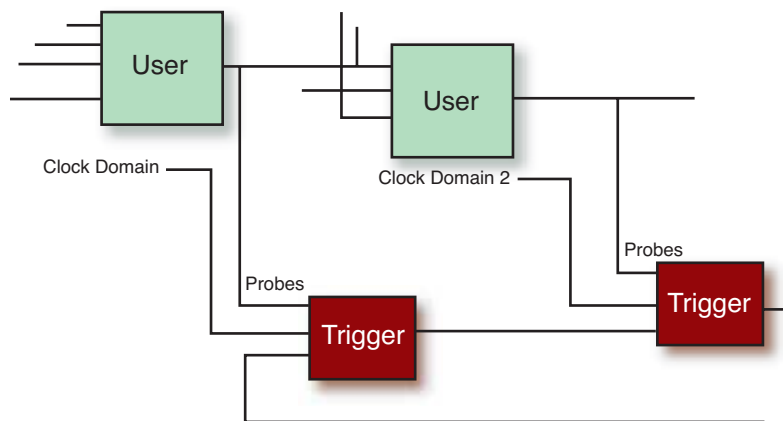 User
User
Clock Domain
Clock Domain 2
Probes
Probes
Trigger
Trigger